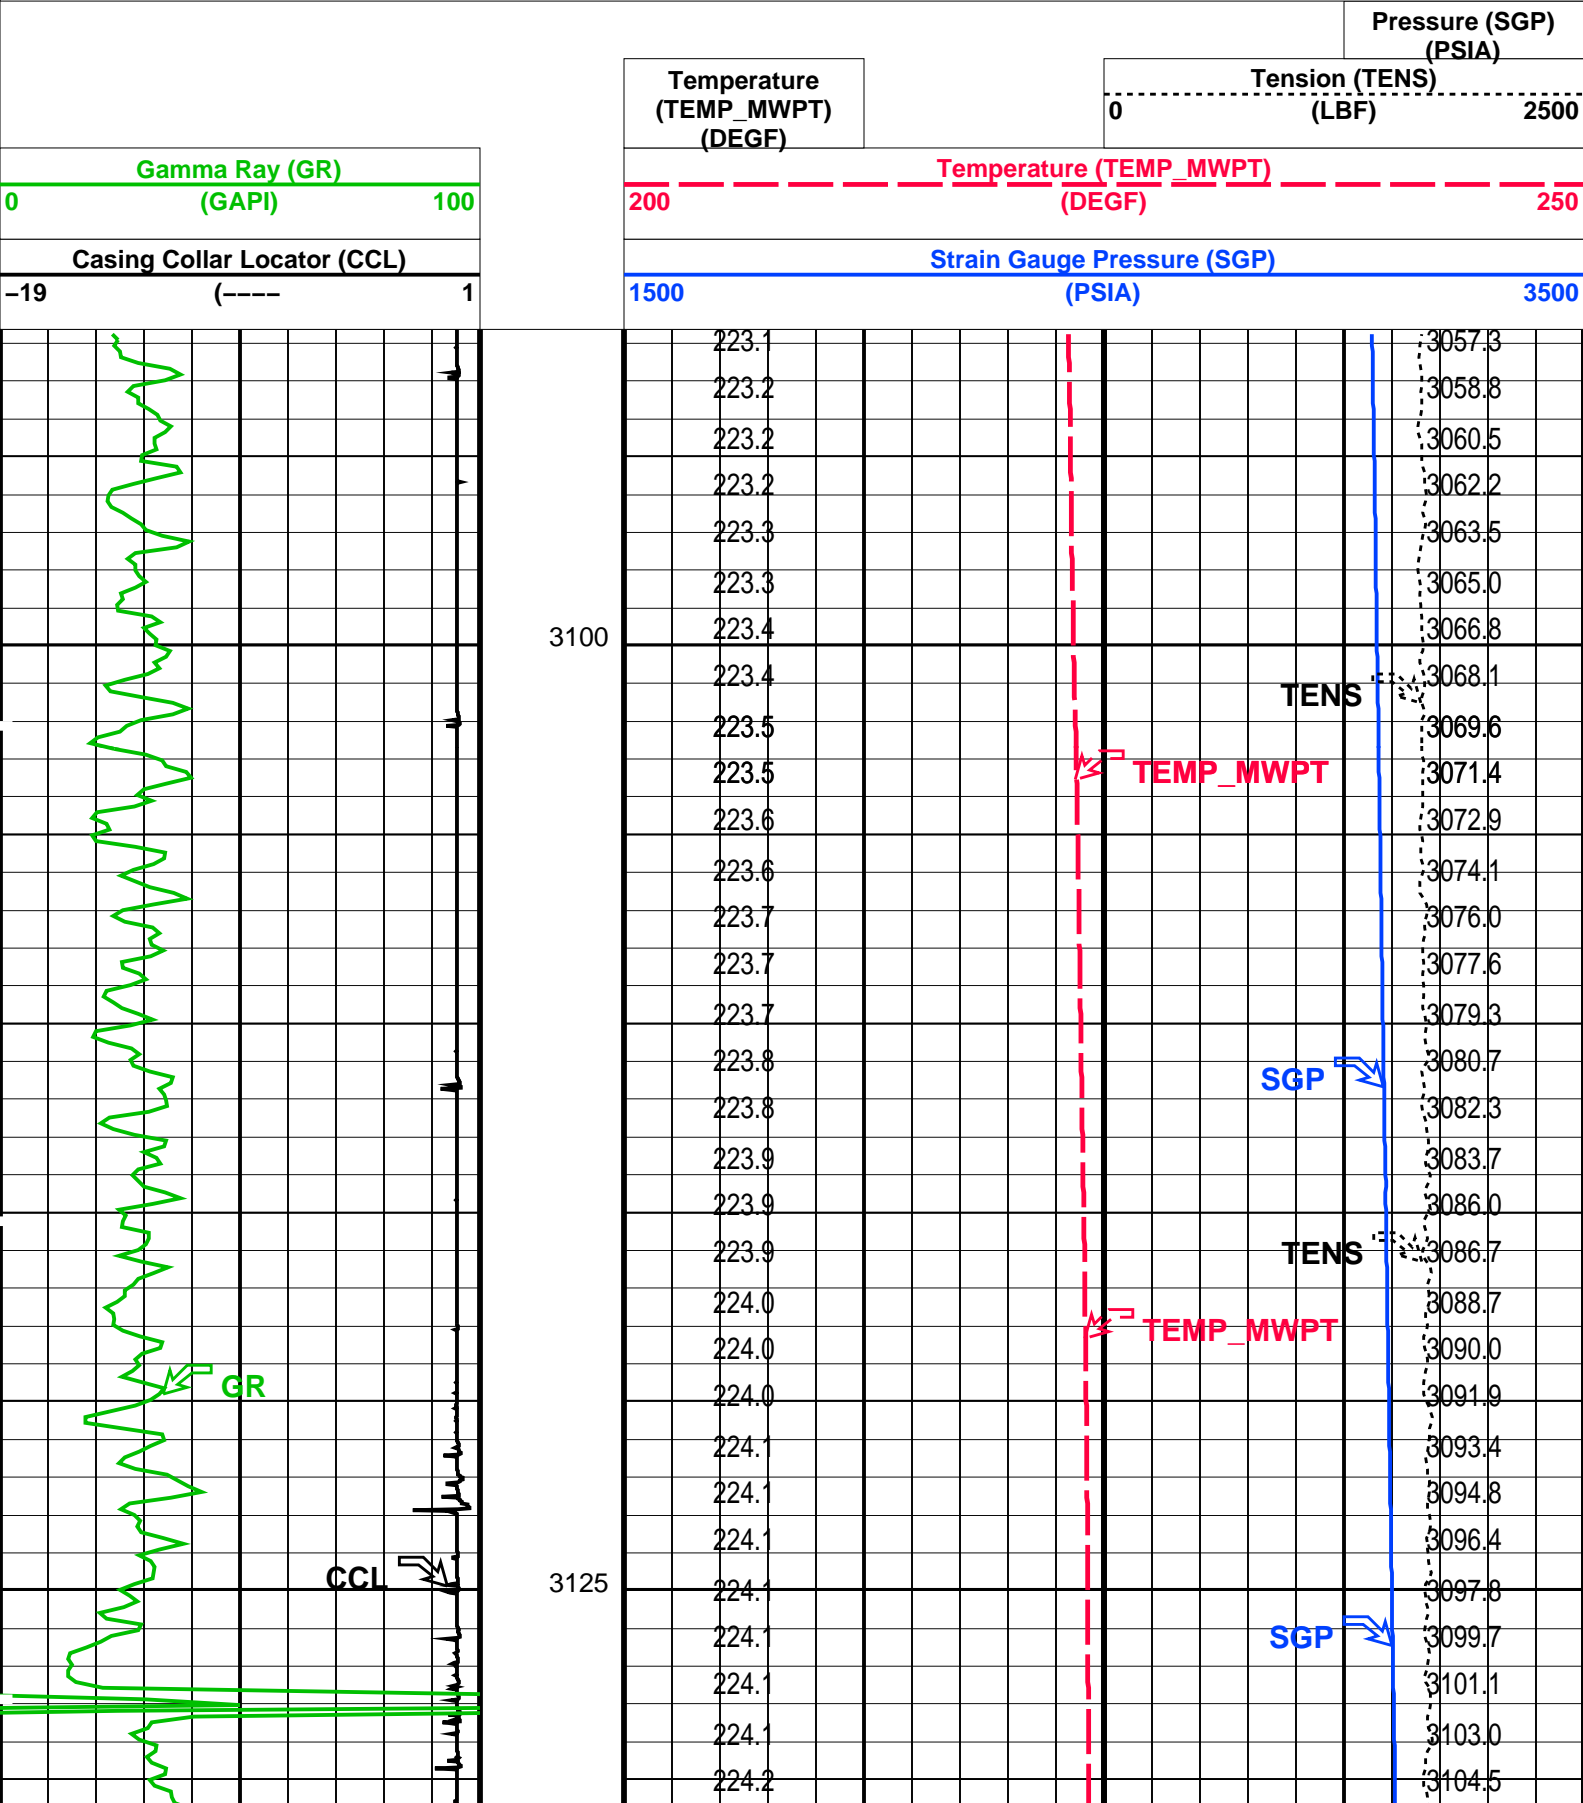 Pressure (SGP)
(PSIA)
Temperature
(TEMP_MWPT)
(DEGF)
Tension (TENS)
0 (LBF) 2500
Gamma Ray (GR)
0 (GAPI) 100
Temperature (TEMP_MWPT)
200 (DEGF) 250
Casing Collar Locator (CCL)
−19 (−−−− 1
Strain Gauge Pressure (SGP)
1500 (PSIA) 3500
223.1 3057.3
223.2 3058.8
223.2 3060.5
223.2 3062.2
223.3 3063.5
223.3 3065.0
3100 223.4 3066.8
223.4 3068.1
TENS
223.5 3069.6
223.5 TEMP_MWPT 3071.4
223.6 3072.9
223.6 3074.1
223.7 3076.0
223.7 3077.6
223.7 3079.3
223.8 3080.7
SGP
223.8 3082.3
223.9 3083.7
223.9 3086.0
223.9 TENS 3086.7
224.0 3088.7
TEMP_MWPT
224.0 3090.0
GR
224.0 3091.9
224.1 3093.4
224.1 3094.8
224.1 3096.4
CCL
3125 224.1 3097.8
224.1 SGP 3099.7
224.1 3101.1
224.1 3103.0
224.2 3104.5